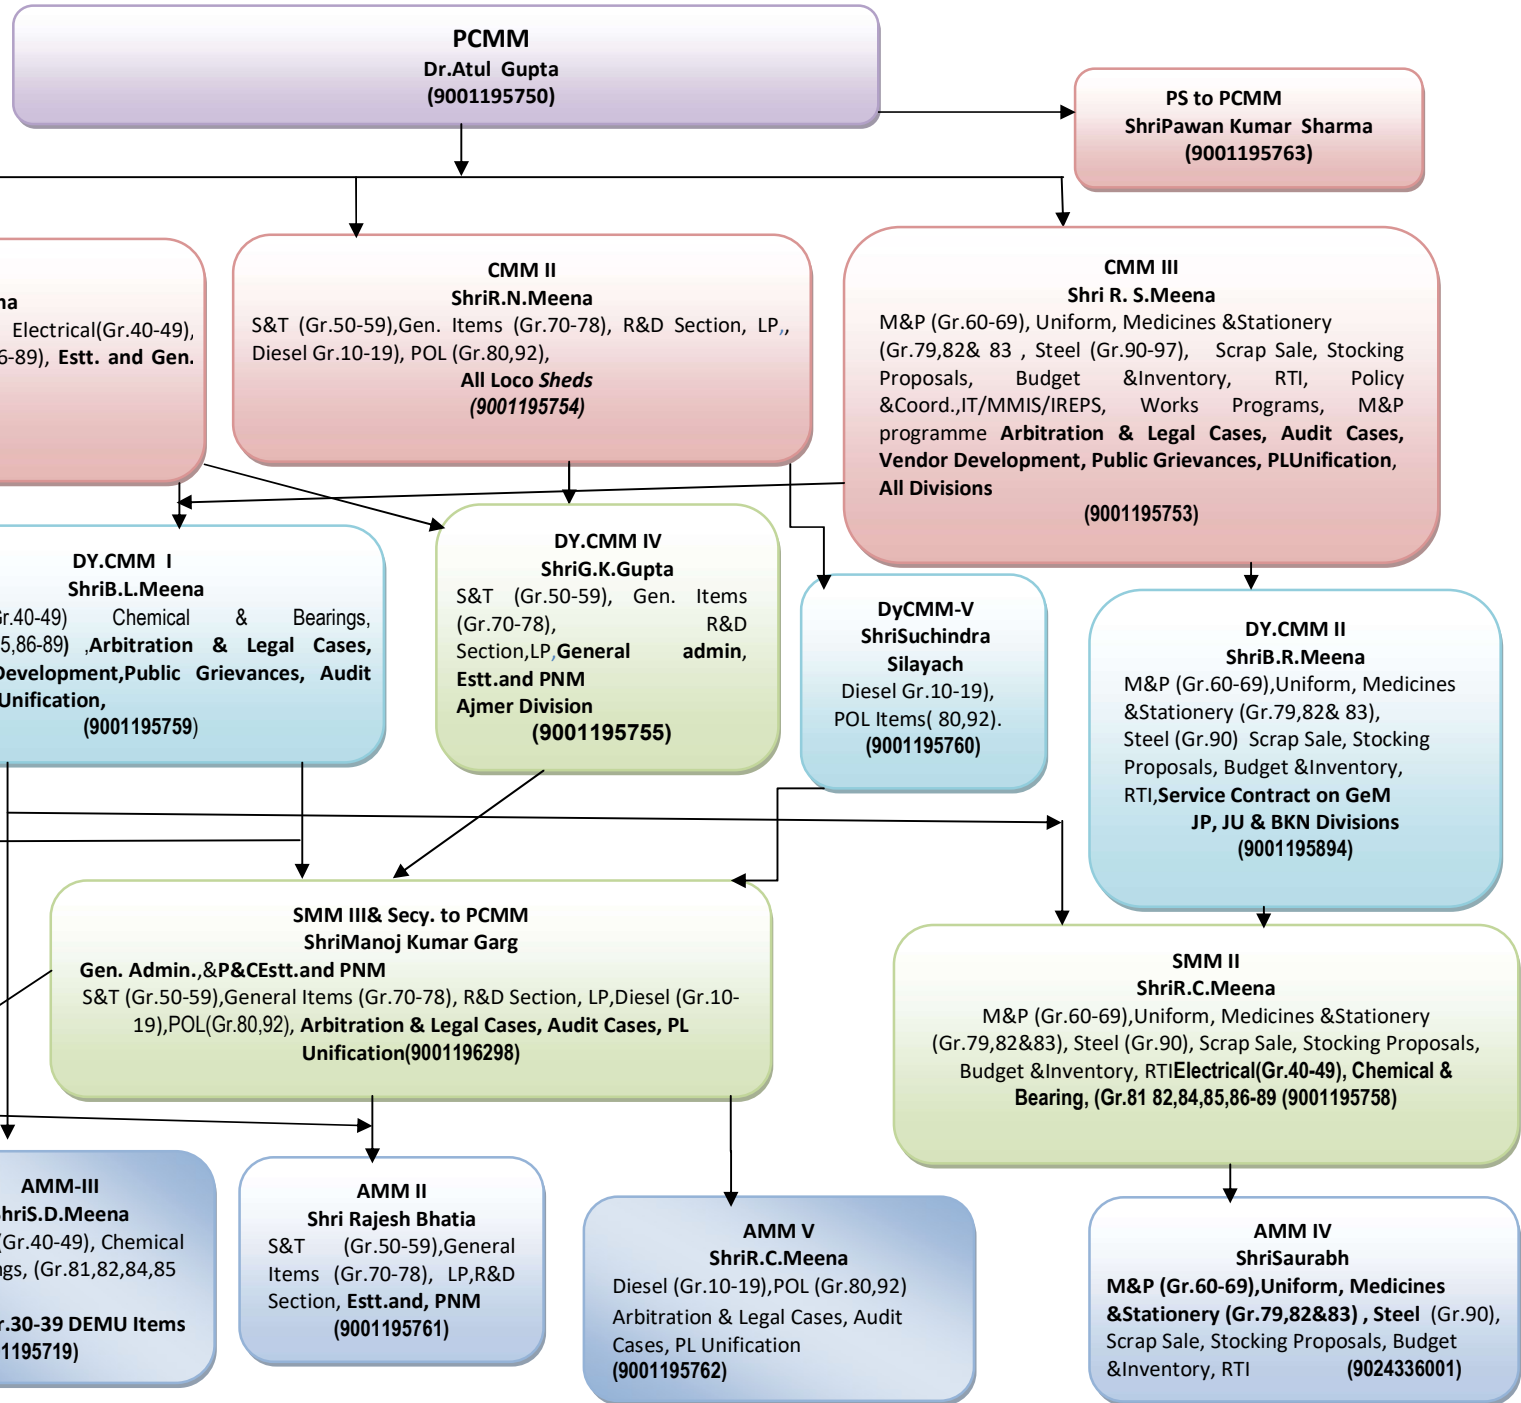 PCMM
Dr.Atul Gupta
(9001195750)
PS to PCMM
ShriPawan Kumar Sharma
(9001195763)
na
Electrical(Gr.40-49),
6-89), Estt. and Gen.
CMM II
ShriR.N.Meena
S&T (Gr.50-59),Gen. Items (Gr.70-78), R&D Section, LP,,
Diesel Gr.10-19), POL (Gr.80,92),
All Loco Sheds
(9001195754)
CMM III
Shri R. S.Meena
M&P (Gr.60-69), Uniform, Medicines &Stationery
(Gr.79,82& 83 , Steel (Gr.90-97), Scrap Sale, Stocking
Proposals, Budget &Inventory, RTI, Policy
&Coord.,IT/MMIS/IREPS, Works Programs, M&P
programme Arbitration & Legal Cases, Audit Cases,
Vendor Development, Public Grievances, PLUnification,
All Divisions
(9001195753)
DY.CMM I
ShriB.L.Meena
Gr.40-49) Chemical & Bearings,
5,86-89) ,Arbitration & Legal Cases,
Development,Public Grievances, Audit
Unification,
(9001195759)
DY.CMM IV
ShriG.K.Gupta
S&T (Gr.50-59), Gen. Items
(Gr.70-78), R&D
Section,LP,General admin,
Estt.and PNM
Ajmer Division
(9001195755)
DyCMM-V
ShriSuchindra
Silayach
Diesel Gr.10-19),
POL Items( 80,92).
(9001195760)
DY.CMM II
ShriB.R.Meena
M&P (Gr.60-69),Uniform, Medicines
&Stationery (Gr.79,82& 83),
Steel (Gr.90) Scrap Sale, Stocking
Proposals, Budget &Inventory,
RTI,Service Contract on GeM
JP, JU & BKN Divisions
(9001195894)
SMM III& Secy. to PCMM
ShriManoj Kumar Garg
Gen. Admin.,&P&CEstt.and PNM
S&T (Gr.50-59),General Items (Gr.70-78), R&D Section, LP,Diesel (Gr.10-
19),POL(Gr.80,92), Arbitration & Legal Cases, Audit Cases, PL
Unification(9001196298)
SMM II
ShriR.C.Meena
M&P (Gr.60-69),Uniform, Medicines &Stationery
(Gr.79,82&83), Steel (Gr.90), Scrap Sale, Stocking Proposals,
Budget &Inventory, RTIElectrical(Gr.40-49), Chemical &
Bearing, (Gr.81 82,84,85,86-89 (9001195758)
AMM-III
ShriS.D.Meena
(Gr.40-49), Chemical
ngs, (Gr.81,82,84,85
r.30-39 DEMU Items
1195719)
AMM II
Shri Rajesh Bhatia
S&T (Gr.50-59),General
Items (Gr.70-78), LP,R&D
Section, Estt.and, PNM
(9001195761)
AMM V
ShriR.C.Meena
Diesel (Gr.10-19),POL (Gr.80,92)
Arbitration & Legal Cases, Audit
Cases, PL Unification
(9001195762)
AMM IV
ShriSaurabh
M&P (Gr.60-69),Uniform, Medicines
&Stationery (Gr.79,82&83) , Steel (Gr.90),
Scrap Sale, Stocking Proposals, Budget
&Inventory, RTI (9024336001)